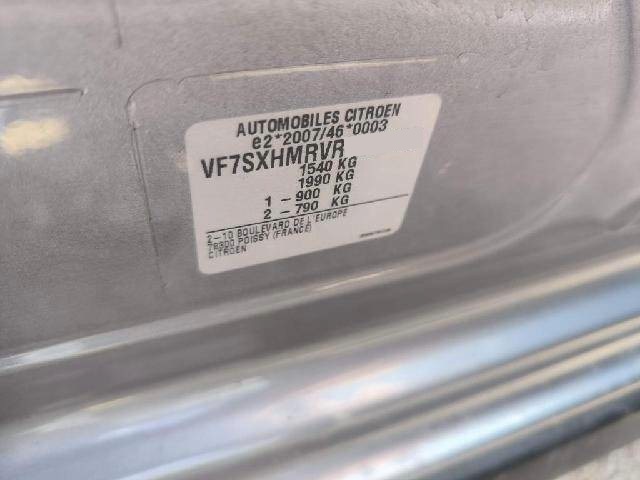 AUTOMOBILES CITROEN
e2*2007/46*0003
VF7SXHMRVR
1540 KG
1990 KG
1 - 900 KG
2 - 790 KG
2-10 BOULEVARD DE L'EUROPE
78300 POISSY (FRANCE)
CITROEN